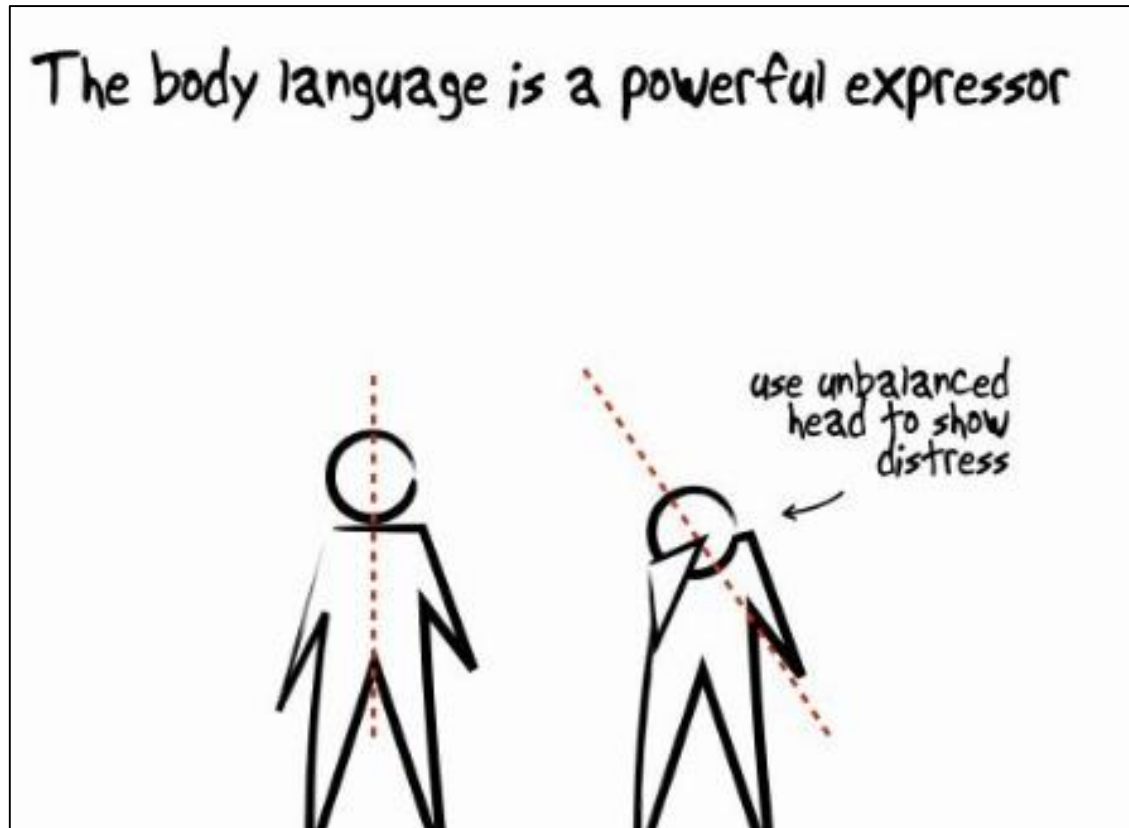 The body language is a powerful expressor
use unbalanced
head to show
distress